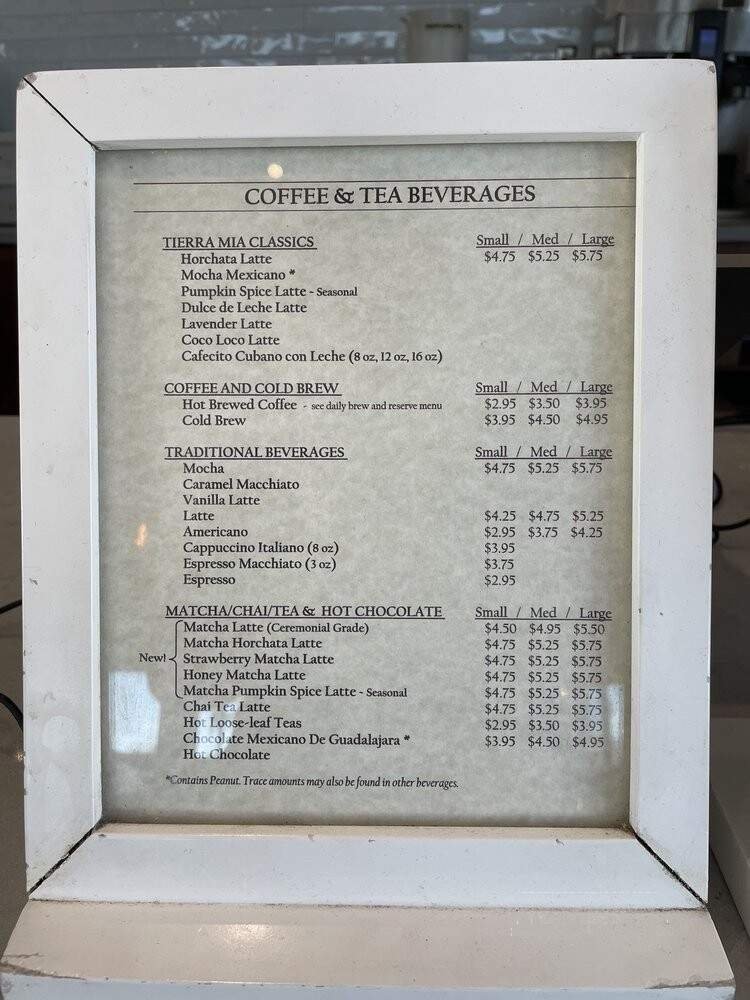 COFFEE & TEA BEVERAGES
TIERRA MIA CLASSICS Small / Med / Large
Horchata Latte $4.75 $5.25 $5.75
Mocha Mexicano *
Pumpkin Spice Latte - Seasonal
Dulce de Leche Latte
Lavender Latte
Coco Loco Latte
Cafecito Cubano con Leche (8 oz, 12 oz, 16 oz)
COFFEE AND COLD BREW Small / Med / Large
Hot Brewed Coffee - see daily brew and reserve menu $2.95 $3.50 $3.95
Cold Brew $3.95 $4.50 $4.95
TRADITIONAL BEVERAGES Small / Med / Large
Mocha $4.75 $5.25 $5.75
Caramel Macchiato
Vanilla Latte
Latte $4.25 $4.75 $5.25
Americano $2.95 $3.75 $4.25
Cappuccino Italiano (8 oz) $3.95
Espresso Macchiato (3 oz) $3.75
Espresso $2.95
MATCHA/CHAI/TEA & HOT CHOCOLATE Small / Med / Large
Matcha Latte (Ceremonial Grade) $4.50 $4.95 $5.50
Matcha Horchata Latte $4.75 $5.25 $5.75
New! Strawberry Matcha Latte $4.75 $5.25 $5.75
Honey Matcha Latte $4.75 $5.25 $5.75
Matcha Pumpkin Spice Latte - Seasonal $4.75 $5.25 $5.75
Chai Tea Latte $4.75 $5.25 $5.75
Hot Loose-leaf Teas $2.95 $3.50 $3.95
Chocolate Mexicano De Guadalajara * $3.95 $4.50 $4.95
Hot Chocolate
*Contains Peanut. Trace amounts may also be found in other beverages.